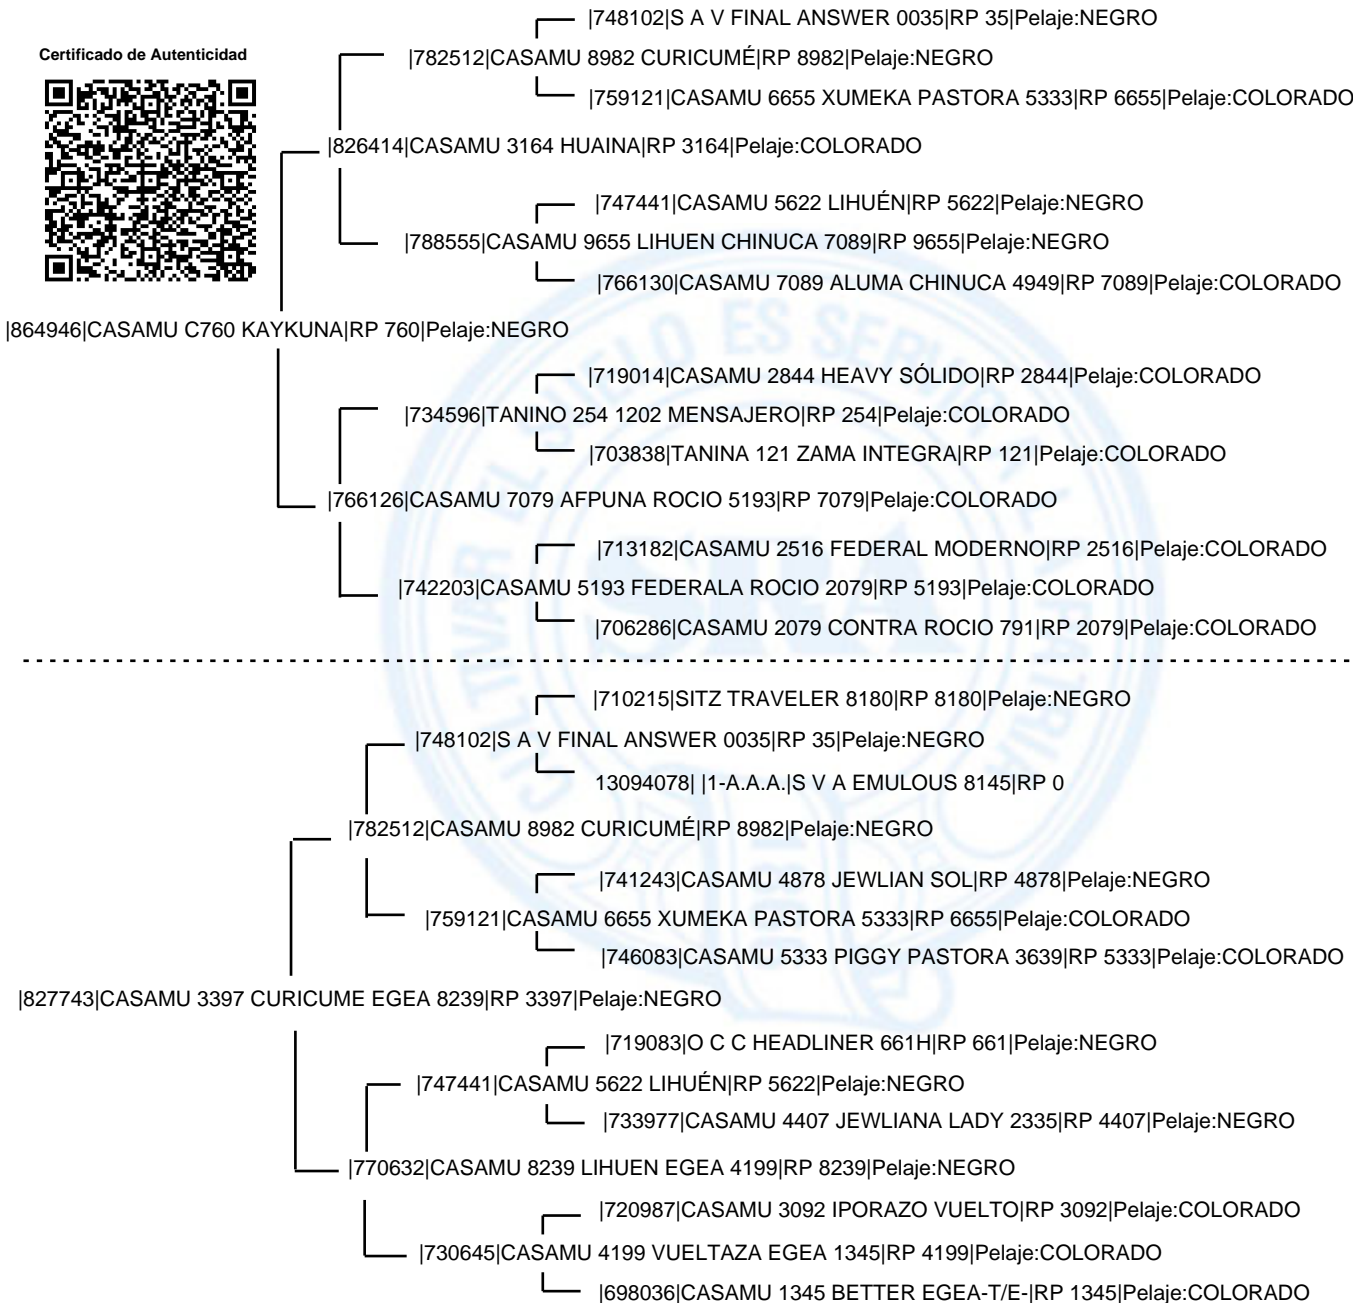 |748102|S A V FINAL ANSWER 0035|RP 35|Pelaje:NEGRO
Certificado de Autenticidad
|782512|CASAMU 8982 CURICUMÉ|RP 8982|Pelaje:NEGRO
|759121|CASAMU 6655 XUMEKA PASTORA 5333|RP 6655|Pelaje:COLORADO
|826414|CASAMU 3164 HUAINA|RP 3164|Pelaje:COLORADO
|747441|CASAMU 5622 LIHUÉN|RP 5622|Pelaje:NEGRO
|788555|CASAMU 9655 LIHUEN CHINUCA 7089|RP 9655|Pelaje:NEGRO
|766130|CASAMU 7089 ALUMA CHINUCA 4949|RP 7089|Pelaje:COLORADO
|864946|CASAMU C760 KAYKUNA|RP 760|Pelaje:NEGRO
|719014|CASAMU 2844 HEAVY SÓLIDO|RP 2844|Pelaje:COLORADO
|734596|TANINO 254 1202 MENSAJERO|RP 254|Pelaje:COLORADO
|703838|TANINA 121 ZAMA INTEGRA|RP 121|Pelaje:COLORADO
|766126|CASAMU 7079 AFPUNA ROCIO 5193|RP 7079|Pelaje:COLORADO
|713182|CASAMU 2516 FEDERAL MODERNO|RP 2516|Pelaje:COLORADO
|742203|CASAMU 5193 FEDERALA ROCIO 2079|RP 5193|Pelaje:COLORADO
|706286|CASAMU 2079 CONTRA ROCIO 791|RP 2079|Pelaje:COLORADO
|710215|SITZ TRAVELER 8180|RP 8180|Pelaje:NEGRO
|748102|S A V FINAL ANSWER 0035|RP 35|Pelaje:NEGRO
13094078| |1-A.A.A.|S V A EMULOUS 8145|RP 0
|782512|CASAMU 8982 CURICUMÉ|RP 8982|Pelaje:NEGRO
|741243|CASAMU 4878 JEWLIAN SOL|RP 4878|Pelaje:NEGRO
|759121|CASAMU 6655 XUMEKA PASTORA 5333|RP 6655|Pelaje:COLORADO
|746083|CASAMU 5333 PIGGY PASTORA 3639|RP 5333|Pelaje:COLORADO
|827743|CASAMU 3397 CURICUME EGEA 8239|RP 3397|Pelaje:NEGRO
|719083|O C C HEADLINER 661H|RP 661|Pelaje:NEGRO
|747441|CASAMU 5622 LIHUÉN|RP 5622|Pelaje:NEGRO
|733977|CASAMU 4407 JEWLIANA LADY 2335|RP 4407|Pelaje:NEGRO
|770632|CASAMU 8239 LIHUEN EGEA 4199|RP 8239|Pelaje:NEGRO
|720987|CASAMU 3092 IPORAZO VUELTO|RP 3092|Pelaje:COLORADO
|730645|CASAMU 4199 VUELTAZA EGEA 1345|RP 4199|Pelaje:COLORADO
|698036|CASAMU 1345 BETTER EGEA-T/E-|RP 1345|Pelaje:COLORADO
CULTIVAR EL SUELO ES SERVIR A LA PATRIA
SRA